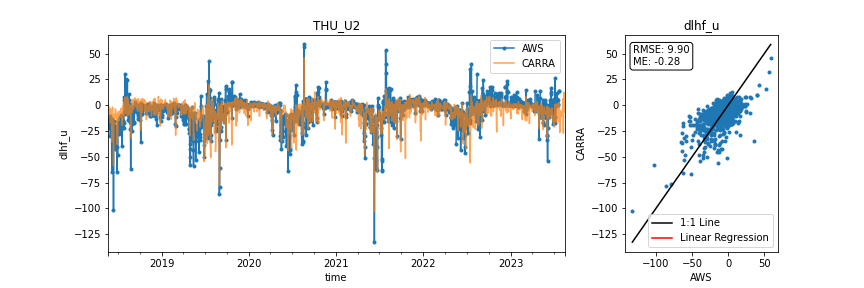 THU_U2
dlhf_u
50
25
0
−25
−50
−75
−100
−125
dlhf_u
AWS
CARRA
2019
2020
2021
2022
2023
time
RMSE: 9.90
ME: -0.28
50
25
0
−25
−50
−75
−100
−125
CARRA
1:1 Line
Linear Regression
−100
−50
0
50
AWS